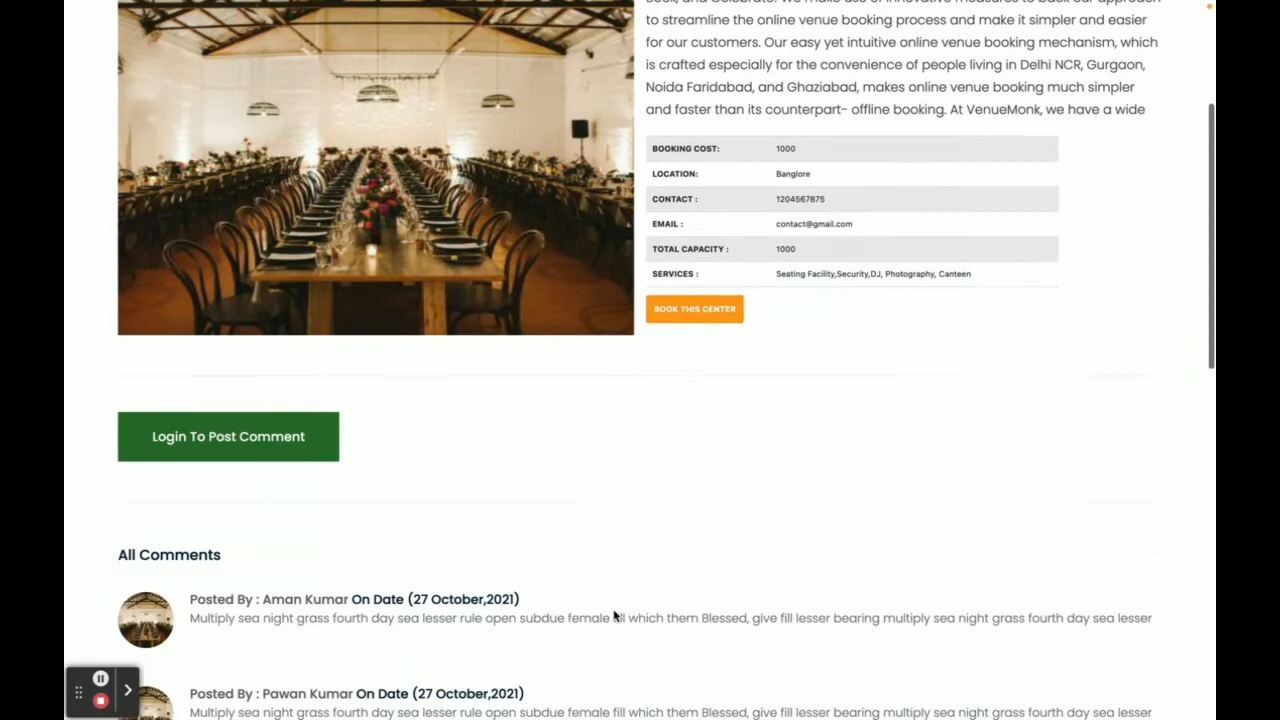 to streamline the online venue booking process and make it simpler and easier
for our customers. Our easy yet intuitive online venue booking mechanism, which
is crafted especially for the convenience of people living in Delhi NCR, Gurgaon,
Noida Faridabad, and Ghaziabad, makes online venue booking much simpler
and faster than its counterpart- offline booking. At VenueMonk, we have a wide
BOOKING COST: 1000
LOCATION: Banglore
CONTACT : 1204567875
EMAIL : contact@gmail.com
TOTAL CAPACITY : 1000
SERVICES : Seating Facility,Security,DJ, Photography, Canteen
BOOK THIS CENTER
Login To Post Comment
All Comments
Posted By : Aman Kumar On Date (27 October,2021)
Multiply sea night grass fourth day sea lesser rule open subdue female fill which them Blessed, give fill lesser bearing multiply sea night grass fourth day sea lesser
Posted By : Pawan Kumar On Date (27 October,2021)
Multiply sea night grass fourth day sea lesser rule open subdue female fill which them Blessed, give fill lesser bearing multiply sea night grass fourth day sea lesser